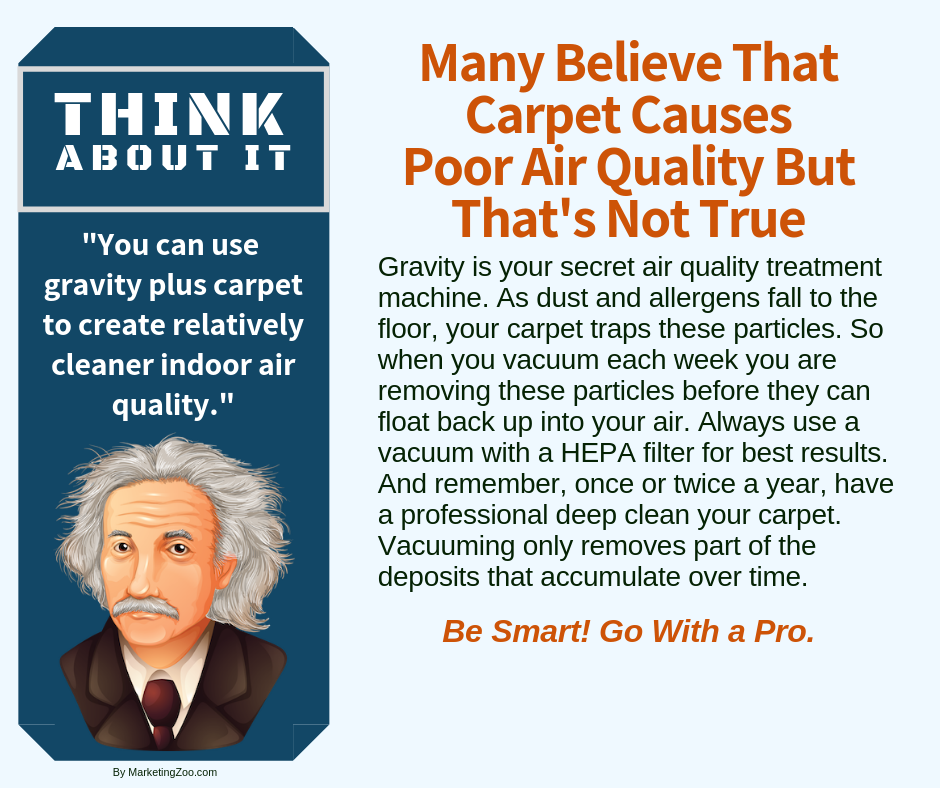 THINK
ABOUT IT
"You can use
gravity plus carpet
to create relatively
cleaner indoor air
quality."
By MarketingZoo.com
Many Believe That
Carpet Causes
Poor Air Quality But
That's Not True
Gravity is your secret air quality treatment
machine. As dust and allergens fall to the
floor, your carpet traps these particles. So
when you vacuum each week you are
removing these particles before they can
float back up into your air. Always use a
vacuum with a HEPA filter for best results.
And remember, once or twice a year, have
a professional deep clean your carpet.
Vacuuming only removes part of the
deposits that accumulate over time.
Be Smart! Go With a Pro.